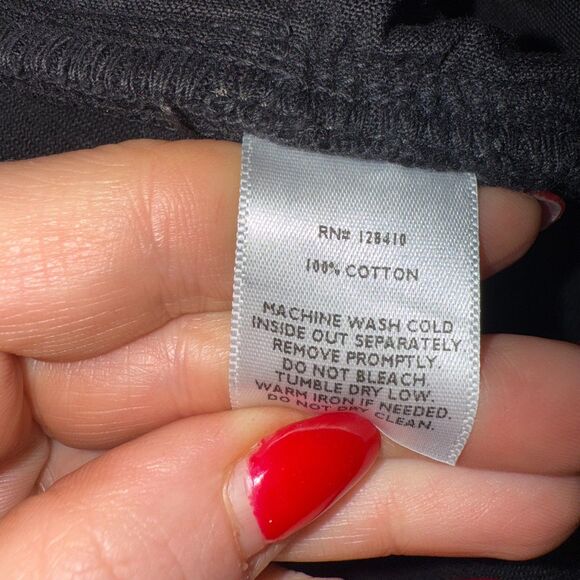 RN# 128410
100% COTTON
MACHINE WASH COLD
INSIDE OUT SEPARATELY
REMOVE PROMPTLY.
DO NOT BLEACH.
TUMBLE DRY LOW.
WARM IRON IF NEEDED.
DO NOT DRY CLEAN.